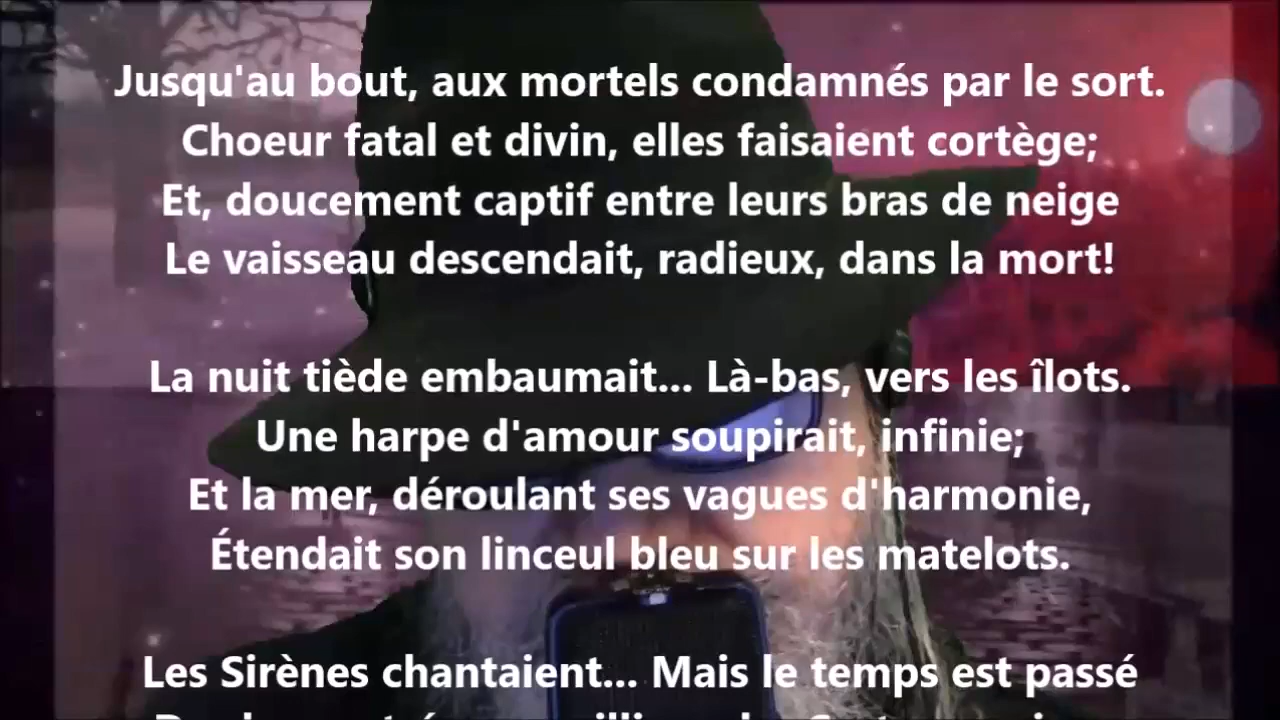 Jusqu'au bout, aux mortels condamnés par le sort.
Choeur fatal et divin, elles faisaient cortège;
Et, doucement captif entre leurs bras de neige
Le vaisseau descendait, radieux, dans la mort!
La nuit tiède embaumait... Là-bas, vers les îlots.
Une harpe d'amour soupirait, infinie;
Et la mer, déroulant ses vagues d'harmonie,
Étendait son linceul bleu sur les matelots.
Les Sirènes chantaient... Mais le temps est passé